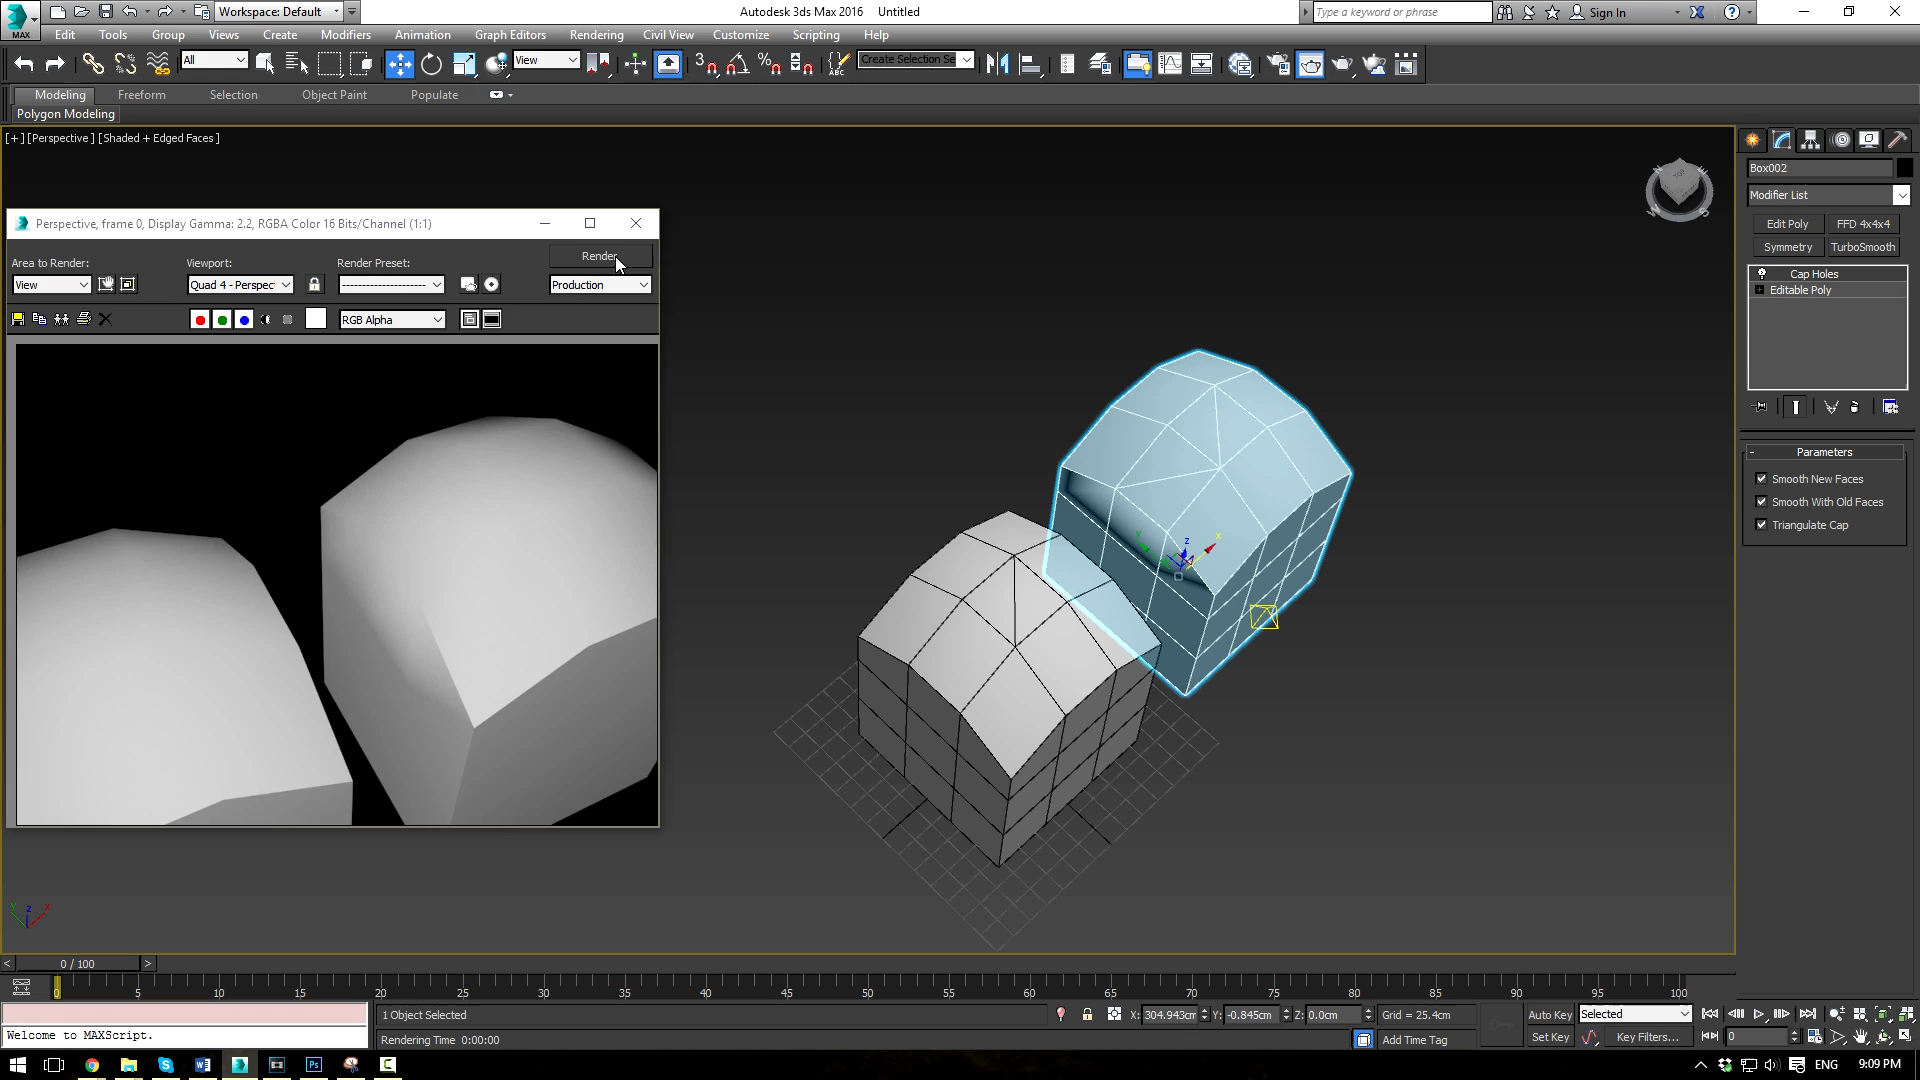 Workspace: Default
Autodesk 3ds Max 2016 Untitled
Type a keyword or phrase
Sign In
MAX
Edit Tools Group Views Create Modifiers Animation Graph Editors Rendering Civil View Customize Scripting Help
All
View
3
ABC
Create Selection Se
Modeling Freeform Selection Object Paint Populate
Polygon Modeling
[+] [Perspective ] [Shaded + Edged Faces ]
Perspective, frame 0, Display Gamma: 2.2, RGBA Color 16 Bits/Channel (1:1)
Area to Render:
Viewport:
Render Preset:
Render
View
Quad 4 - Perspec
Production
RGB Alpha
TOP
W
S
Box002
Modifier List
Edit Poly
FFD 4x4x4
Symmetry
TurboSmooth
Cap Holes
Editable Poly
Parameters
Smooth New Faces
Smooth With Old Faces
Triangulate Cap
y z x
y z x
0 / 100
0 5 10 15 20 25 30 35 40 45 50 55 60 65 70 75 80 85 90 95 100
1 Object Selected
X: 304.943cm Y: -0.845cm Z: 0.0cm
Grid = 25.4cm
Auto Key
Selected
Welcome to MAXScript.
Rendering Time 0:00:00
Add Time Tag
Set Key
Key Filters...
0
ENG
9:09 PM